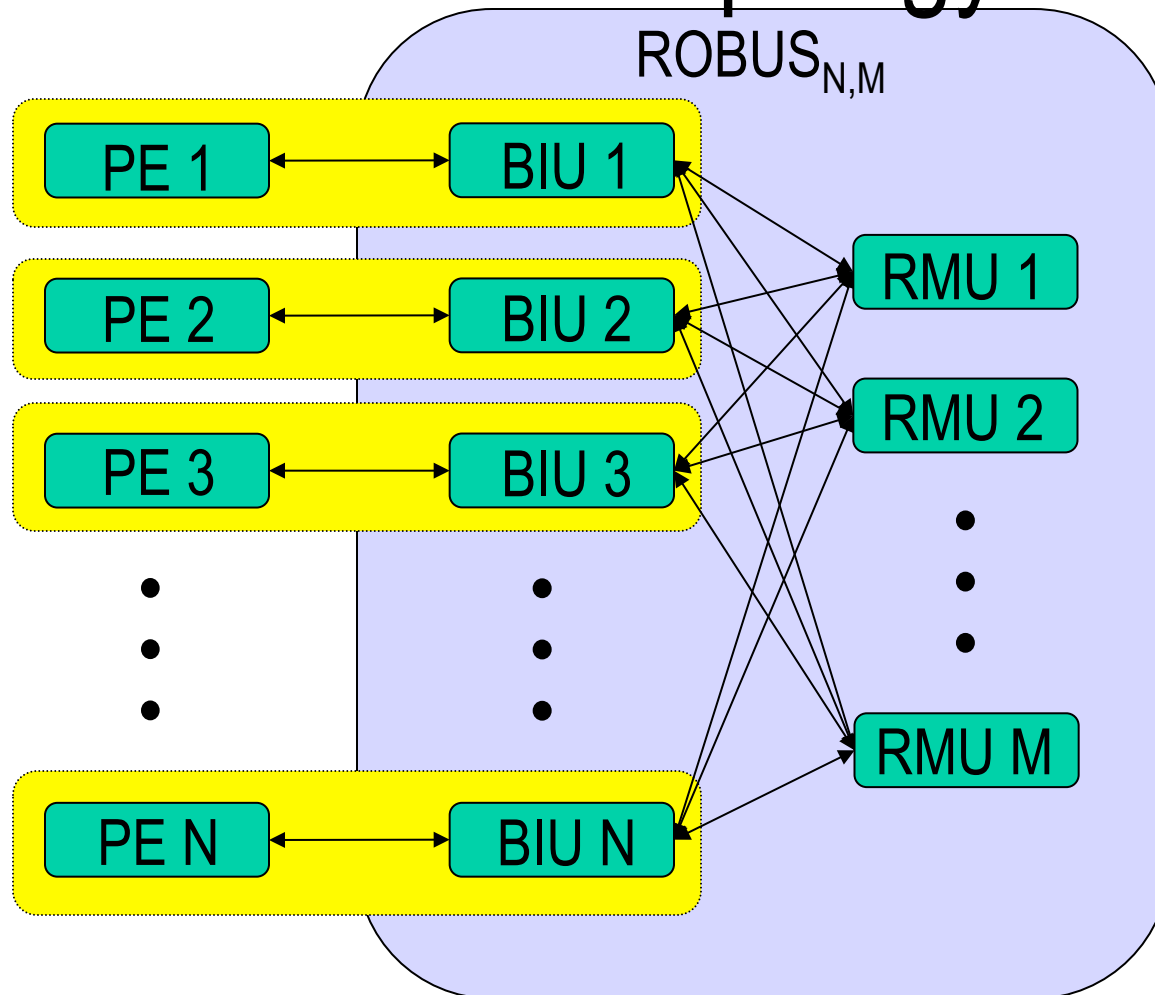 ROBUS N,M
PE 1 BIU 1
RMU 1
PE 2 BIU 2
RMU 2
PE 3 BIU 3
RMU M
PE N BIU N